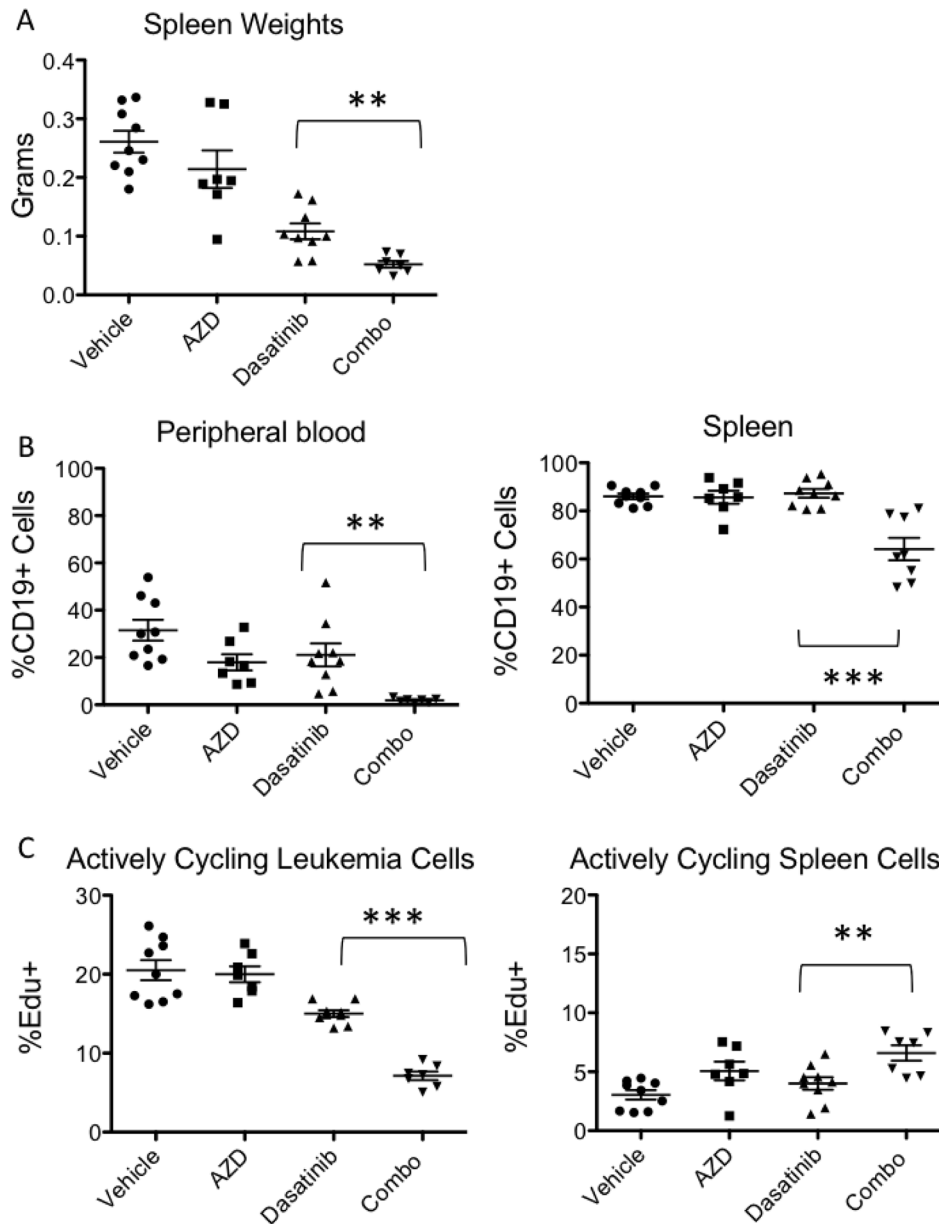 A
Spleen Weights
Grams
0.4
0.3
0.2
0.1
0.0
**
Vehicle
AZD
Dasatinib
Combo
B
Peripheral blood
%CD19+ Cells
100
80
60
40
20
0
**
Vehicle
AZD
Dasatinib
Combo
Spleen
%CD19+ Cells
100
80
60
40
20
0
***
Vehicle
AZD
Dasatinib
Combo
C
Actively Cycling Leukemia Cells
%Edu+
30
20
10
0
***
Vehicle
AZD
Dasatinib
Combo
Actively Cycling Spleen Cells
%Edu+
20
15
10
5
0
**
Vehicle
AZD
Dasatinib
Combo